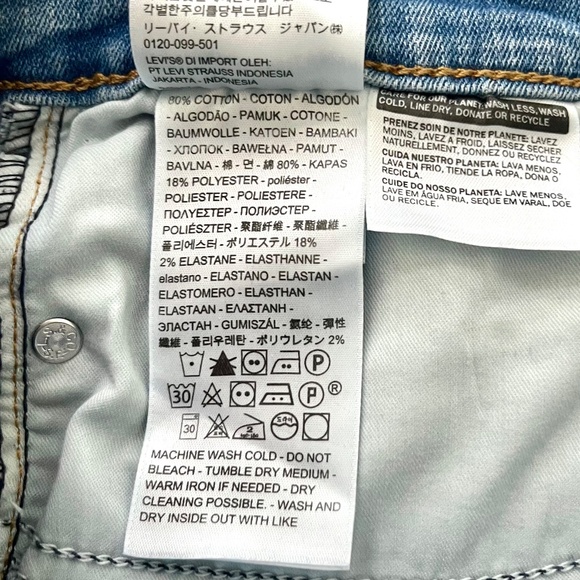 각별한 주의를당부드립니다.
リーバイ・ストラウス ジャパン㈱
0120-099-501
LEVI'S® DI IMPORT OLEH:
PT LEVI STRAUSS INDONESIA
JAKARTA - INDONESIA
80% COTTON - COTON - ALGODÓN
- ALGODÃO - PAMUK - COTONE -
BAUMWOLLE - KATOEN - BAMBAKI
- ХЛОПОК - BAWEŁNA - PAMUT -
BAVLNA - 棉 - 면 - 綿 80% - KAPAS
18% POLYESTER - poliéster -
POLIESTER - POLIESTERE -
ΠΟΛΥΕΣΤΕΡ - ПОЛИЭСТЕР -
POLIÉSZTER - 聚酯纤维 - 聚酯纖維 -
폴리에스터 - ポリエステル 18%
2% ELASTANE - ELASTHANNE -
elastano - ELASTANO - ELASTAN -
ELASTOMERO - ELASTHAN -
ELASTAAN - ΕΛΑΣΤΑΝΗ -
ЭЛАСТАН - GUMISZÁL - 氨纶 - 彈性
纖維 - 폴리우레탄 - ポリウレタン 2%
P
30 P ®
30 2
MACHINE WASH COLD - DO NOT
BLEACH - TUMBLE DRY MEDIUM -
WARM IRON IF NEEDED - DRY
CLEANING POSSIBLE. - WASH AND
DRY INSIDE OUT WITH LIKE
CARE FOR OUR PLANET: WASH LESS, WASH
COLD, LINE DRY, DONATE OR RECYCLE
PRENEZ SOIN DE NOTRE PLANETE: LAVEZ
MOINS, LAVEZ A FROID, LAISSEZ SÉCHER
NATURELLEMENT, DONNEZ OU RECYCLEZ
CUIDA NUESTRO PLANETA: LAVA MENOS,
LAVA EN FRIO, TIENDE LA ROPA, DONA O
RECICLA.
CUIDE DO NOSSO PLANETA: LAVE MENOS,
LAVE EM ÁGUA FRIA, SEQUE EM VARAL, DOE
OU RECICLE.